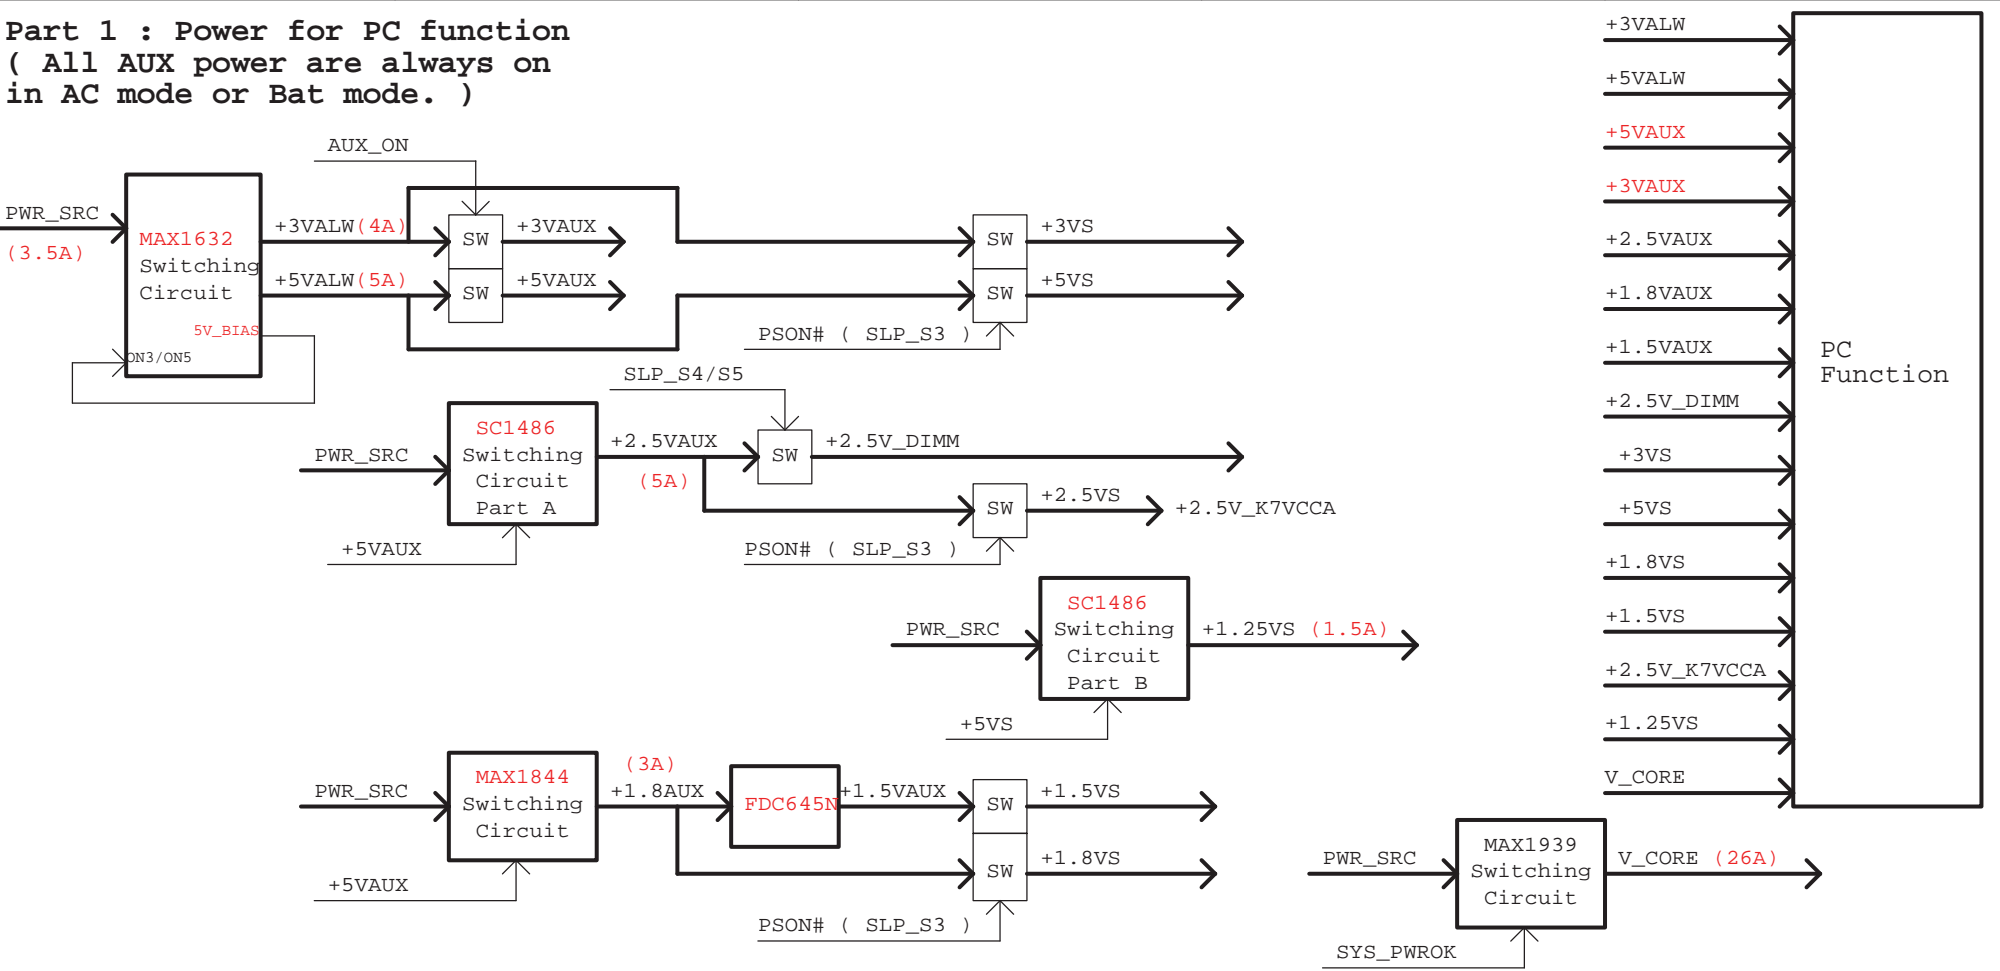 Part 1 : Power for PC function
( All AUX power are always on
in AC mode or Bat mode. )
AUX_ON
PWR_SRC
(3.5A)
MAX1632
Switching
Circuit
5V_BIAS
ON3/ON5
+3VALW(4A)
SW
+3VAUX
SW
+3VS
+5VALW(5A)
SW
+5VAUX
SW
+5VS
PSON# ( SLP_S3 )
SLP_S4/S5
PWR_SRC
SC1486
Switching
Circuit
Part A
+5VAUX
+2.5VAUX
(5A)
SW
+2.5V_DIMM
SW
+2.5VS
+2.5V_K7VCCA
PSON# ( SLP_S3 )
PWR_SRC
SC1486
Switching
Circuit
Part B
+1.25VS (1.5A)
+5VS
PWR_SRC
MAX1844
Switching
Circuit
+5VAUX
(3A)
+1.8AUX
FDC645N
+1.5VAUX
SW
+1.5VS
SW
+1.8VS
PSON# ( SLP_S3 )
+3VALW
+5VALW
+5VAUX
+3VAUX
+2.5VAUX
+1.8VAUX
+1.5VAUX
+2.5V_DIMM
+3VS
+5VS
+1.8VS
+1.5VS
+2.5V_K7VCCA
+1.25VS
V_CORE
PC
Function
PWR_SRC
MAX1939
Switching
Circuit
V_CORE (26A)
SYS_PWROK